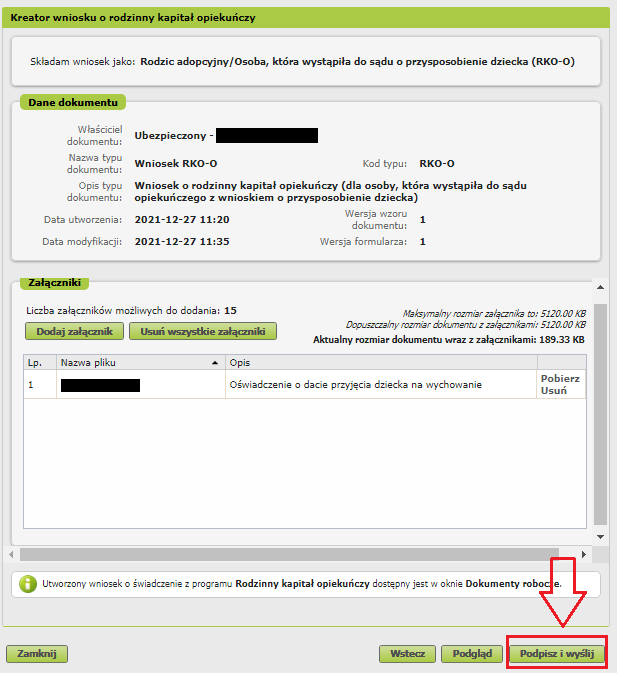 Kreator wniosku o rodzinny kapitał opiekuńczy
Składam wniosek jako: Rodzic adopcyjny/Osoba, która wystąpiła do sądu o przysposobienie dziecka (RKO-O)
Dane dokumentu
Właściciel dokumentu: Ubezpieczony -
Nazwa typu dokumentu: Wniosek RKO-O Kod typu: RKO-O
Opis typu dokumentu: Wniosek o rodzinny kapitał opiekuńczy (dla osoby, która wystąpiła do sądu
opiekuńczego z wnioskiem o przysposobienie dziecka)
Data utworzenia: 2021-12-27 11:20 Wersja wzoru dokumentu: 1
Data modyfikacji: 2021-12-27 11:35 Wersja formularza: 1
Załączniki
Liczba załączników możliwych do dodania: 15
Maksymalny rozmiar załącznika to: 5120.00 KB
Dopuszczalny rozmiar dokumentu z załącznikami: 5120.00 KB
Dodaj załącznik Usuń wszystkie załączniki
Aktualny rozmiar dokumentu wraz z załącznikami: 189.33 KB
Lp. Nazwa pliku Opis
1 Oświadczenie o dacie przyjęcia dziecka na wychowanie Pobierz
Usuń
Utworzony wniosek o świadczenie z programu Rodzinny kapitał opiekuńczy dostępny jest w oknie Dokumenty robocze.
Zamknij Wstecz Podgląd Podpisz i wyślij